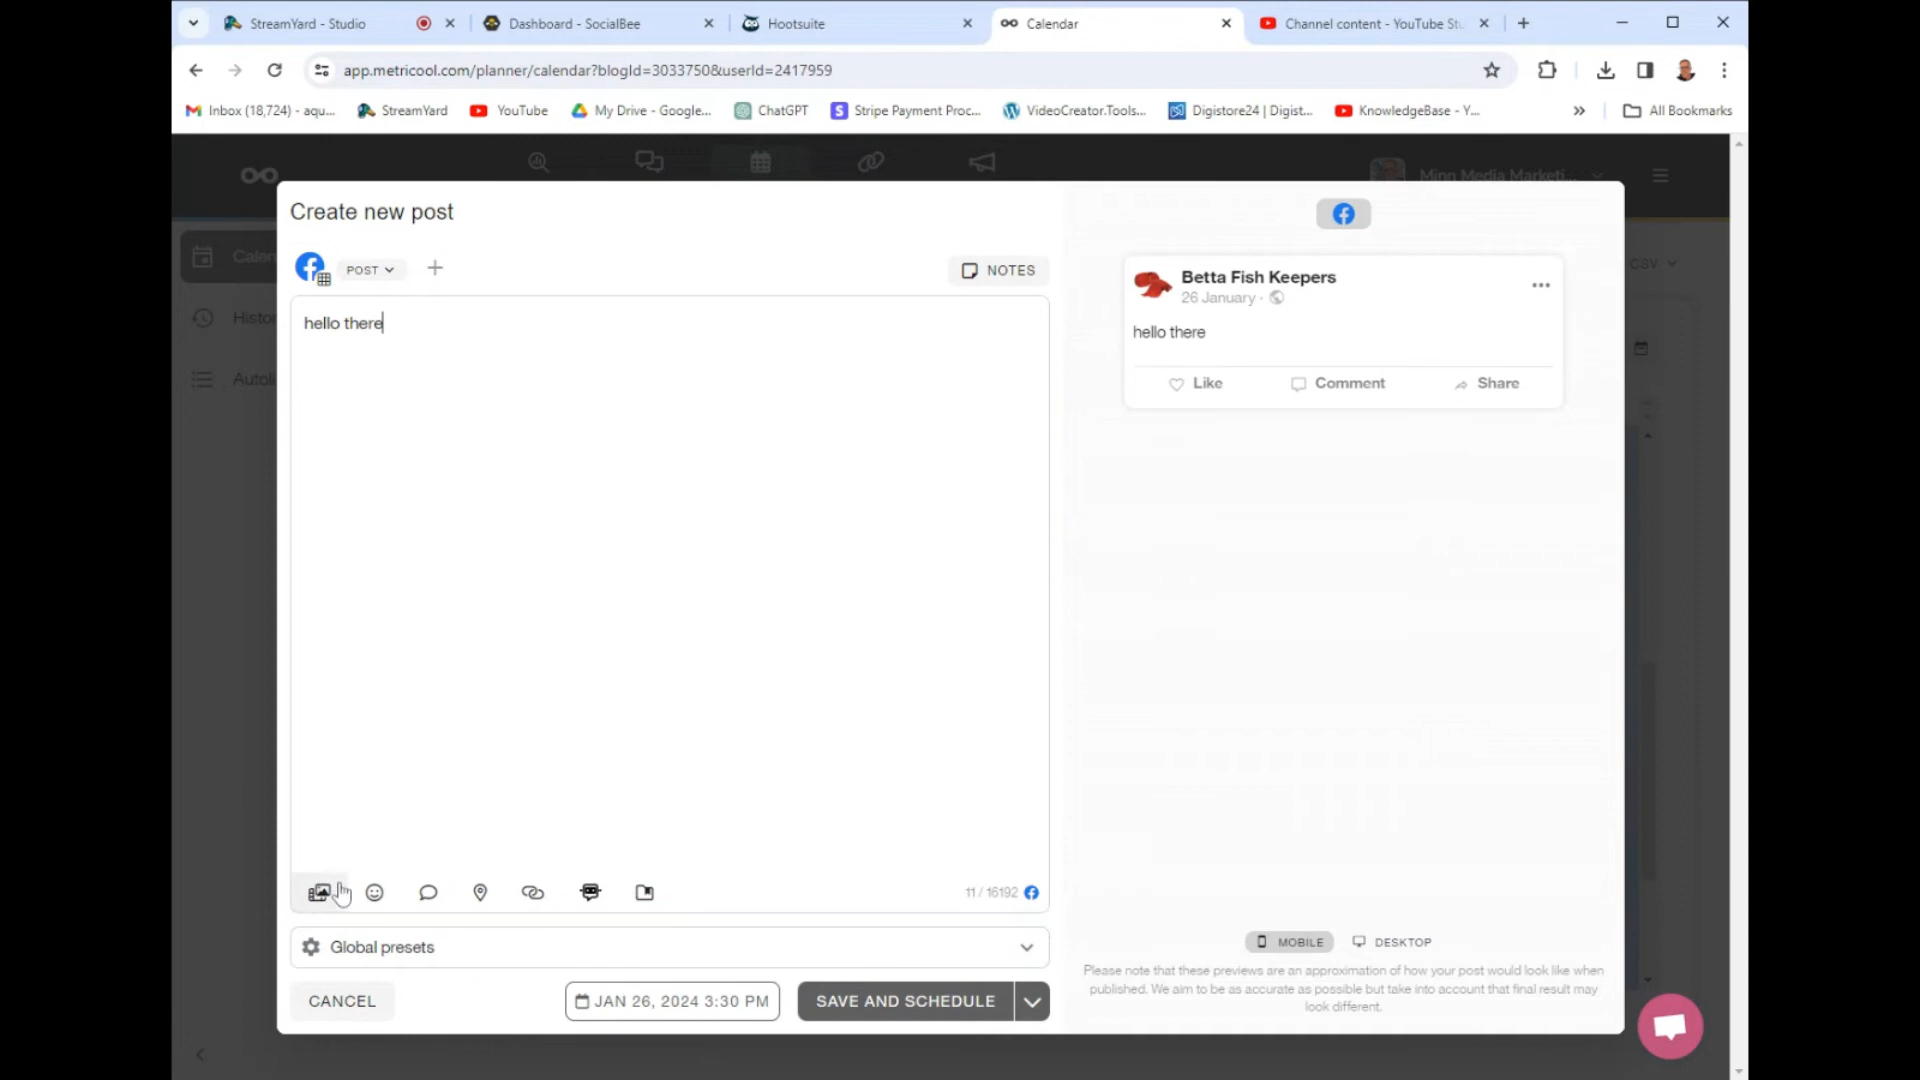 StreamYard - Studio
Dashboard - SocialBee
Hootsuite
Calendar
Channel content - YouTube Stu
app.metricool.com/planner/calendar?blogId=3033750&userId=2417959
Inbox (18,724) - aqu...
StreamYard
YouTube
My Drive - Google...
ChatGPT
Stripe Payment Proc...
VideoCreator.Tools...
Digistore24 | Digist...
KnowledgeBase - Y...
All Bookmarks
Minn Media Marketi...
Create new post
POST
NOTES
Betta Fish Keepers
26 January ·
hello there
hello there
Like
Comment
Share
CSV
11 / 16192
Global presets
MOBILE
DESKTOP
Please note that these previews are an approximation of how your post would look like when
published. We aim to be as accurate as possible but take into account that final result may
look different.
CANCEL
JAN 26, 2024 3:30 PM
SAVE AND SCHEDULE